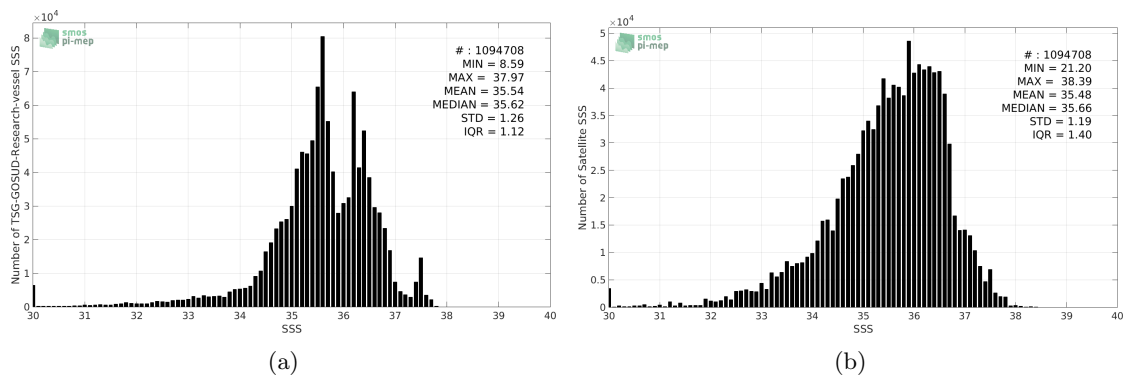 ×10⁴
smos
pi-mep
# : 1094708
MIN = 8.59
MAX = 37.97
MEAN = 35.54
MEDIAN = 35.62
STD = 1.26
IQR = 1.12
Number of TSG-GOSUD-Research-vessel SSS
8
7
6
5
4
3
2
1
0
30 31 32 33 34 35 36 37 38 39 40
SSS
(a)
×10⁴
smos
pi-mep
# : 1094708
MIN = 21.20
MAX = 38.39
MEAN = 35.48
MEDIAN = 35.66
STD = 1.19
IQR = 1.40
Number of Satellite SSS
5
4.5
4
3.5
3
2.5
2
1.5
1
0.5
0
30 31 32 33 34 35 36 37 38 39 40
SSS
(b)